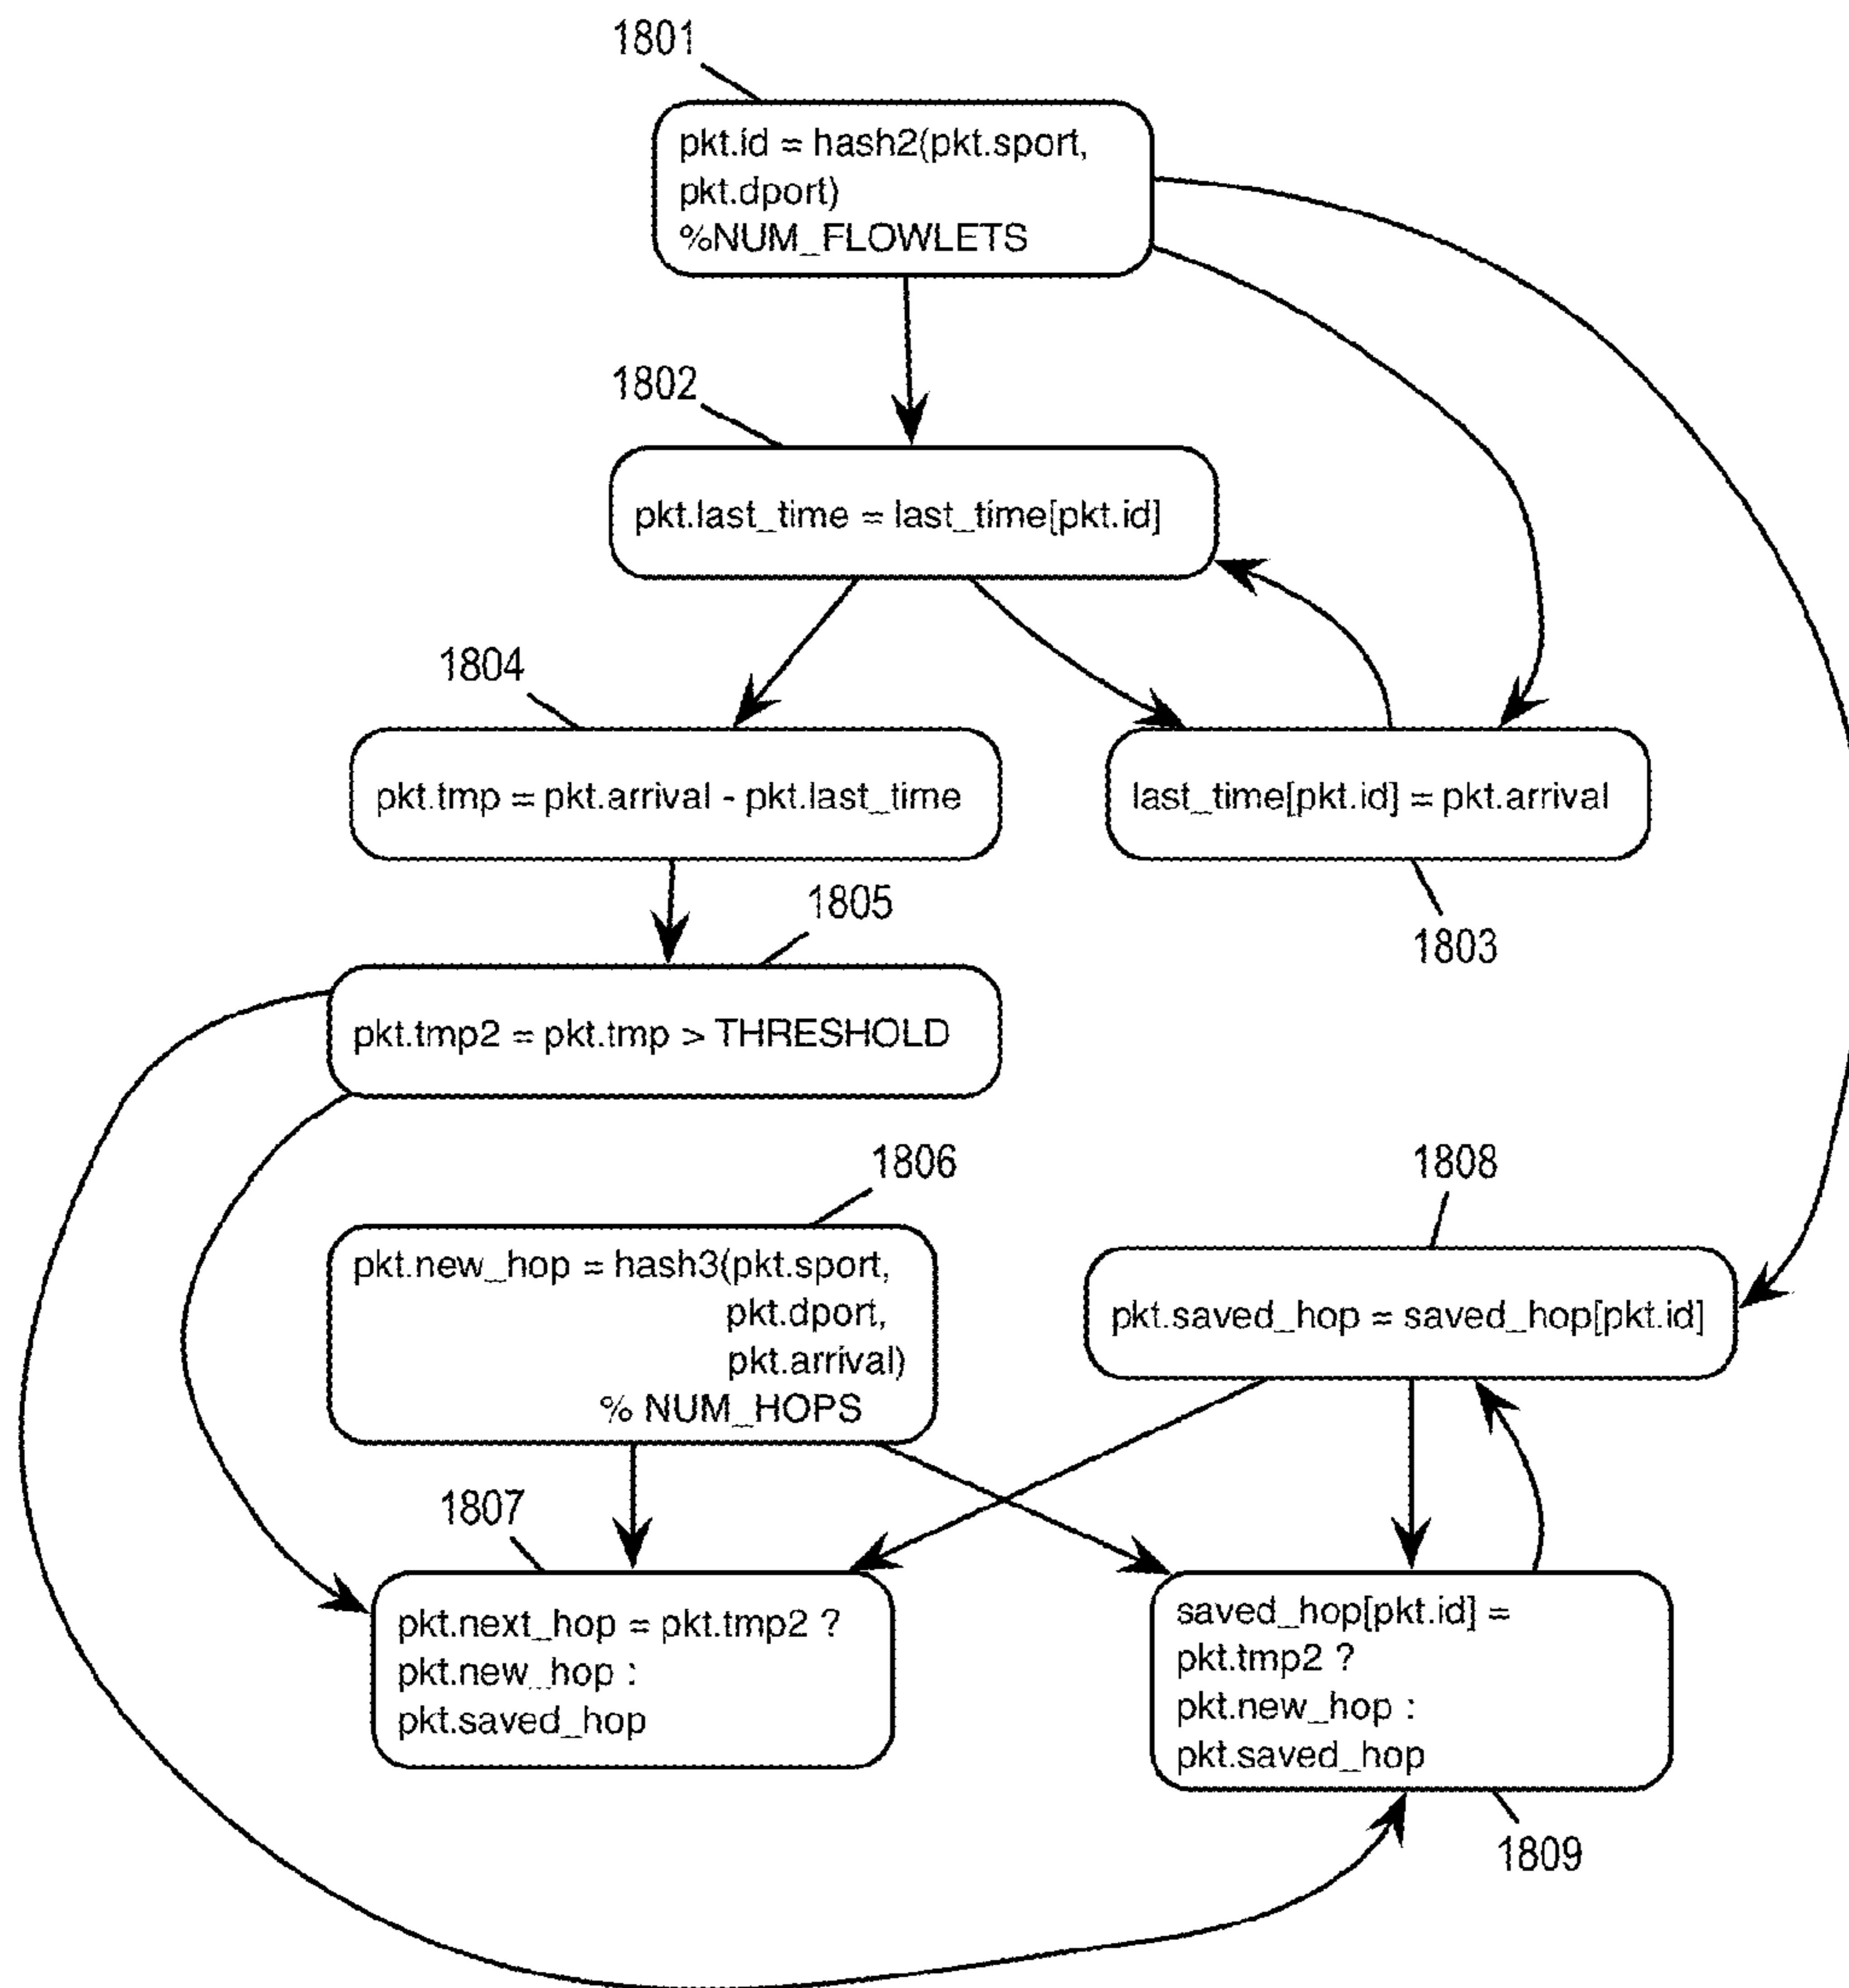 1801
pkt.id = hash2(pkt.sport,
pkt.dport)
%NUM_FLOWLETS
1802
pkt.last_time = last_time[pkt.id]
1804
pkt.tmp = pkt.arrival - pkt.last_time
last_time[pkt.id] = pkt.arrival
1803
1805
pkt.tmp2 = pkt.tmp > THRESHOLD
1806
pkt.new_hop = hash3(pkt.sport,
pkt.dport,
pkt.arrival)
% NUM_HOPS
1808
pkt.saved_hop = saved_hop[pkt.id]
1807
pkt.next_hop = pkt.tmp2 ?
pkt.new_hop :
pkt.saved_hop
saved_hop[pkt.id] =
pkt.tmp2 ?
pkt.new_hop :
pkt.saved_hop
1809